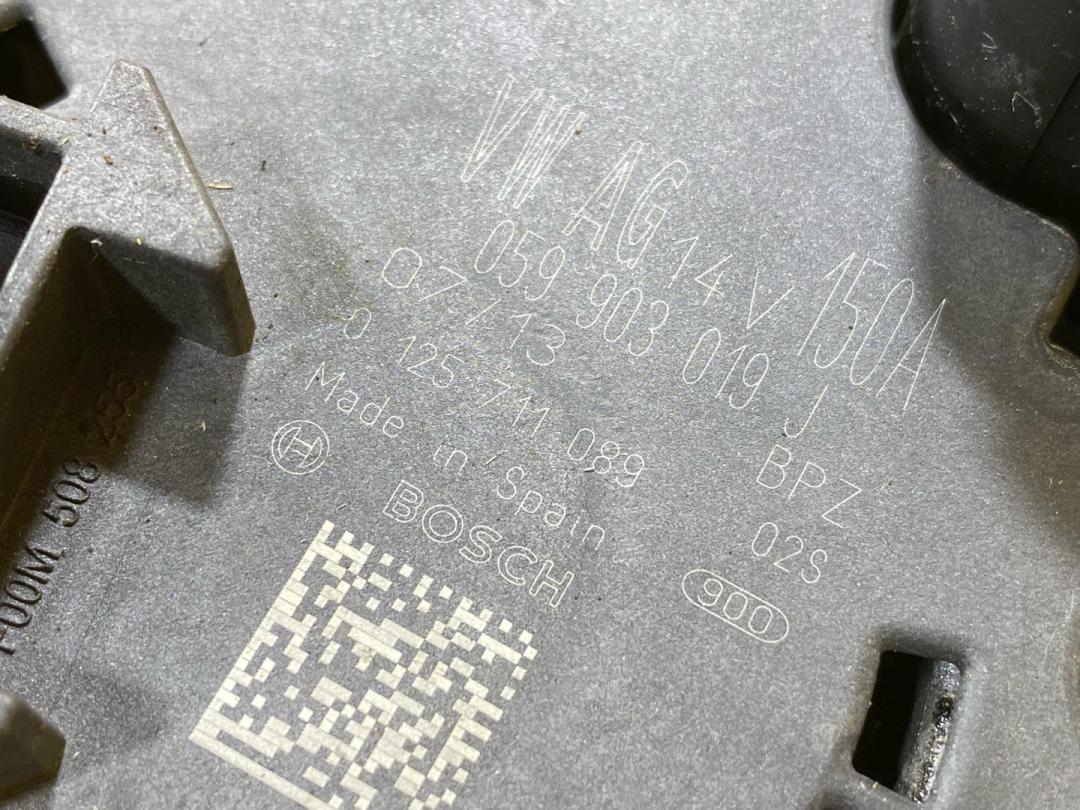 VW AG 14V 150A
059 903 019 J
07/13
BPZ
0 125 711 089
02S
Made in Spain
H
BOSCH
900
F00M 508 255